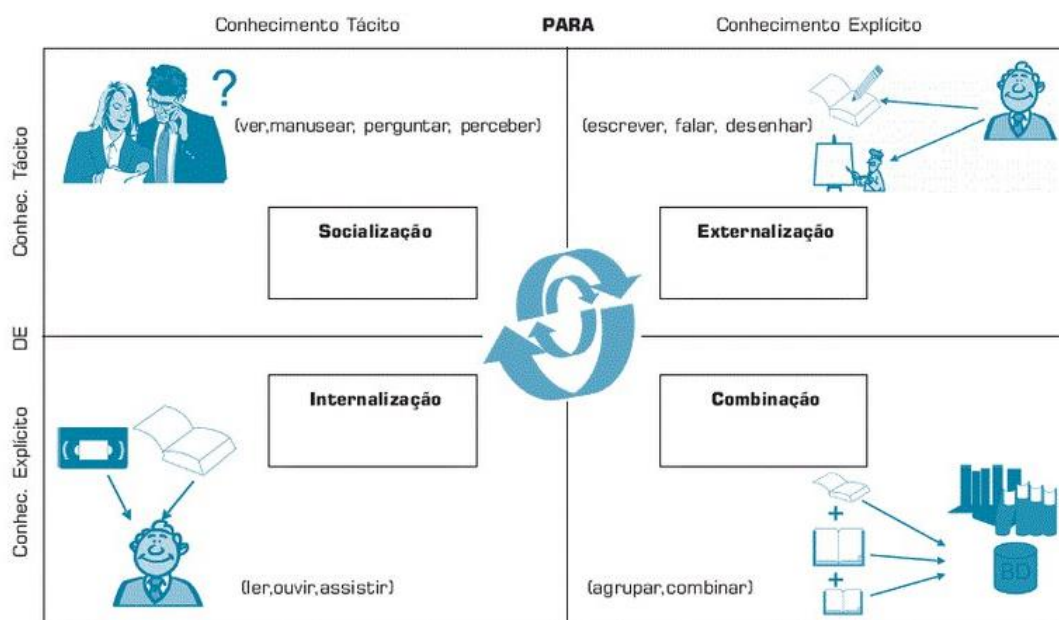 Conhecimento Tácito PARA Conhecimento Explícito
DE Conhec. Tácito
?
(ver,manusear, perguntar, perceber)
(escrever, falar, desenhar)
Socialização
Externalização
Conhec. Explícito
Internalização
Combinação
+
+
BD
(ler,ouvir,assistir)
(agrupar,combinar)